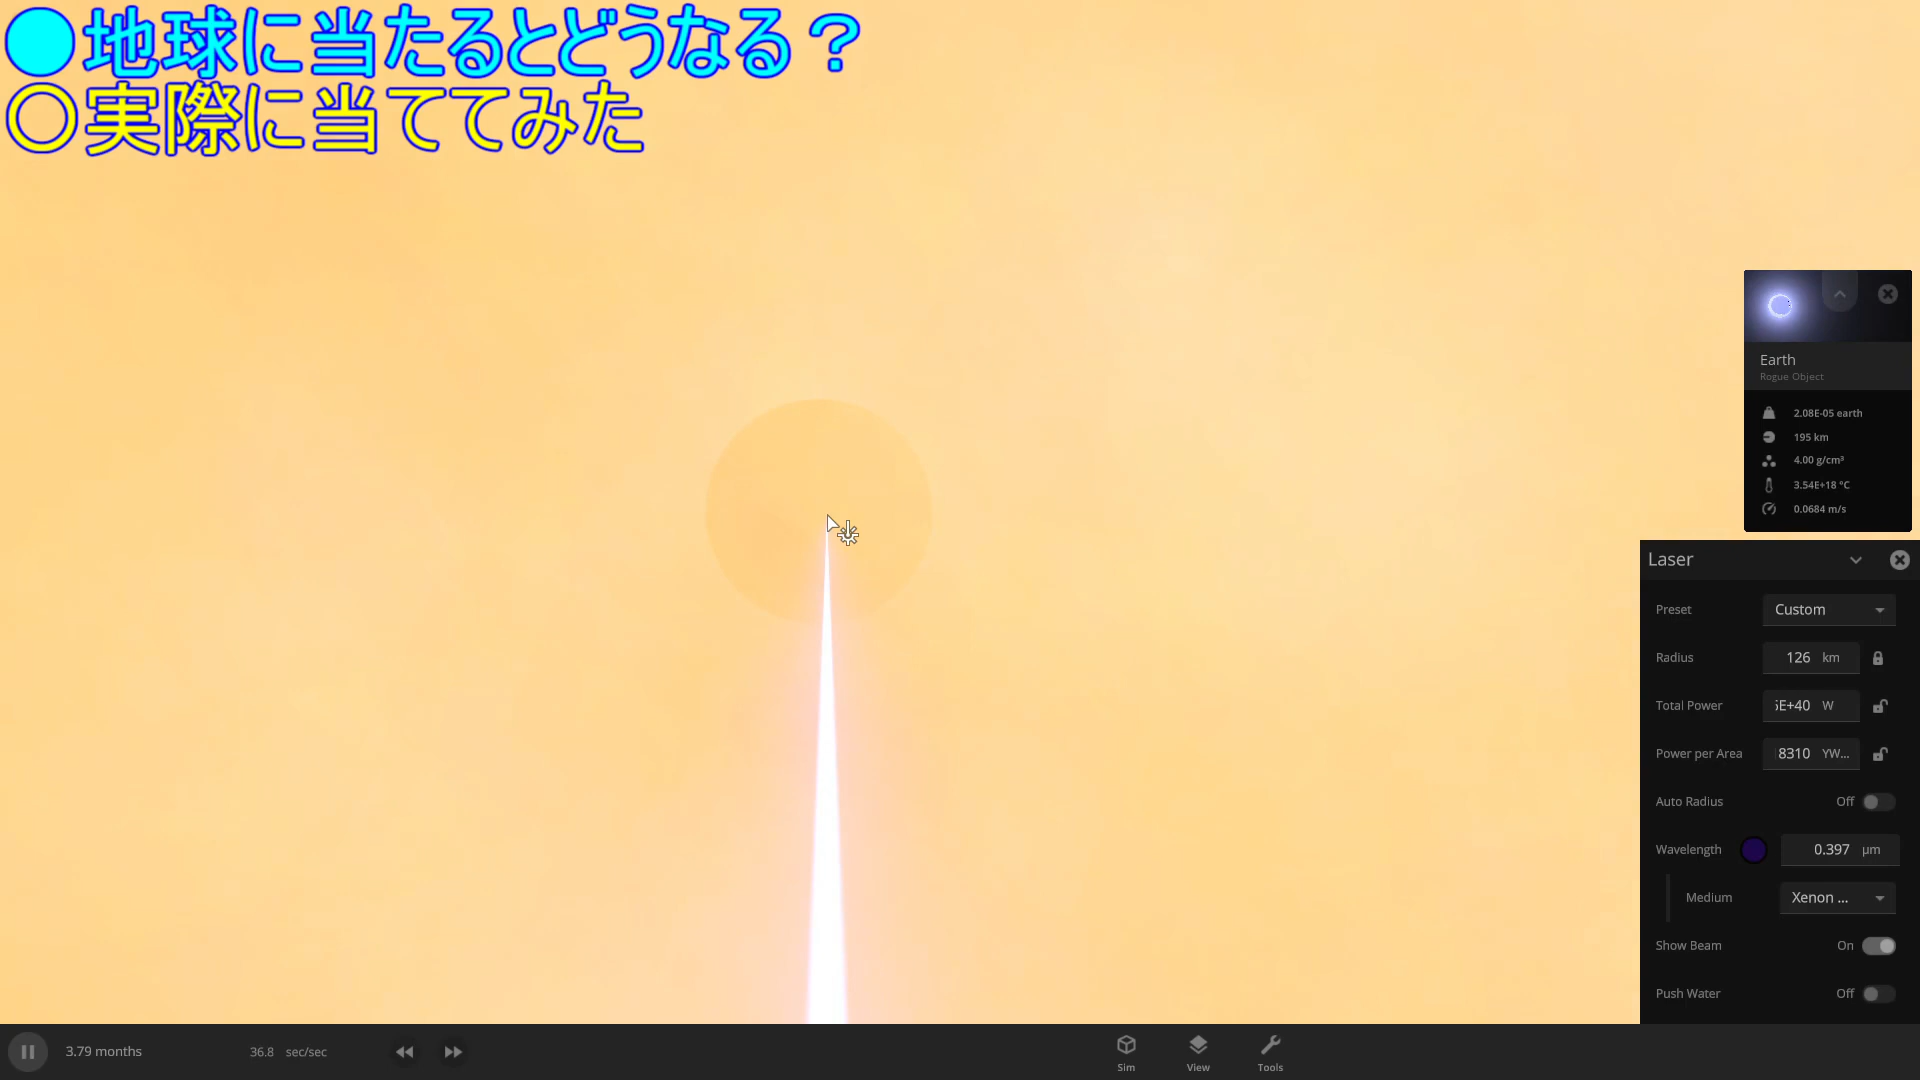 ●地球に当たるとどうなる？
○実際に当ててみた
Earth
Rogue Object
2.08E-05 earth
195 km
4.00 g/cm³
3.54E+18 °C
0.0684 m/s
Laser
Preset Custom
Radius 126 km
Total Power E+40 W
Power per Area 8310 YW...
Auto Radius Off
Wavelength 0.397 µm
Medium Xenon ...
Show Beam On
Push Water Off
3.79 months 36.8 sec/sec
Sim View Tools